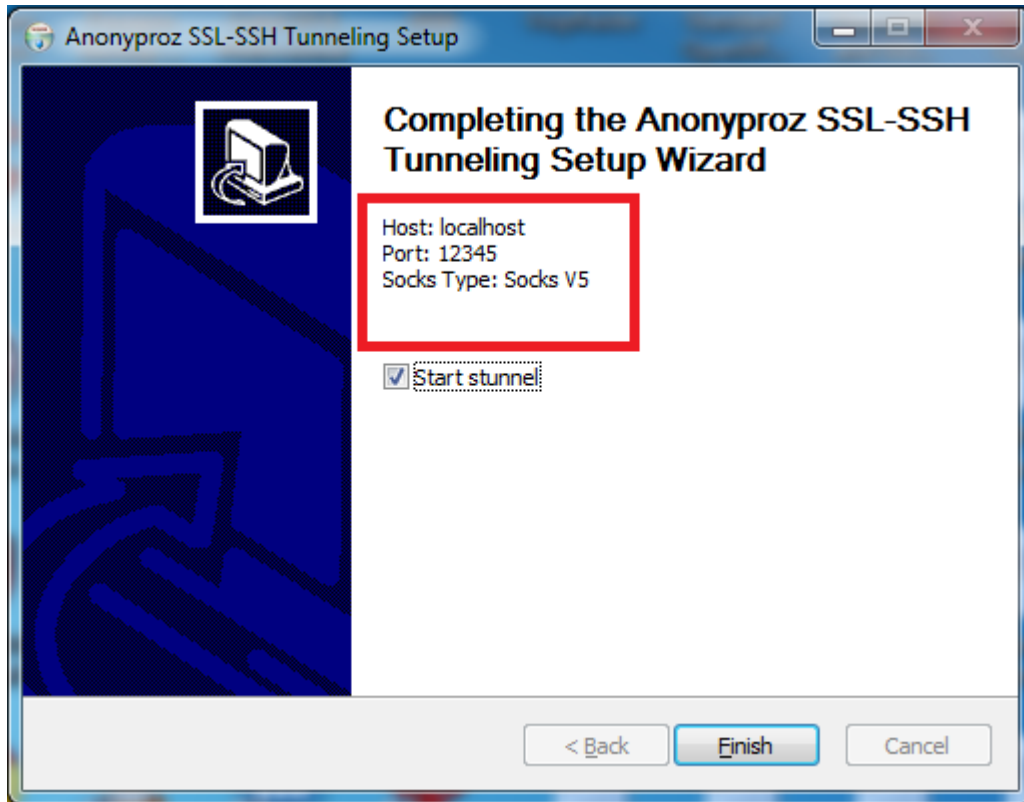 Anonyproz SSL-SSH Tunneling Setup
Completing the Anonyproz SSL-SSH
Tunneling Setup Wizard
Host: localhost
Port: 12345
Socks Type: Socks V5
Start stunnel
< Back
Finish
Cancel